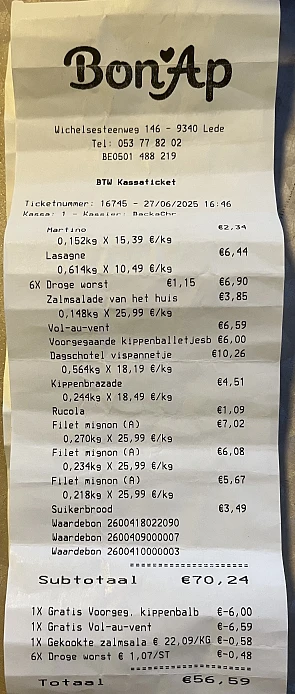 Bon'Ap
Wichelsesteenweg 146 - 9340 Lede
Tel: 053 77 82 02
BE0501 488 219
BTW Kassaticket
Ticketnummer: 16745 - 27/06/2025 16:46
Kassa: 1 - Kassier: BackaChr
Martino €2,34
0,152kg X 15,39 €/kg
Lasagne €6,44
0,614kg X 10,49 €/kg
6X Droge worst €1,15 €6,90
Zalmsalade van het huis €3,85
0,148kg X 25,99 €/kg
Vol-au-vent €6,59
Voorgegaarde kippenballetjesb €6,00
Dagschotel vispannetje €10,26
0,564kg X 18,19 €/kg
Kippenbrazade €4,51
0,244kg X 18,49 €/kg
Rucola €1,09
Filet mignon (A) €7,02
0,270kg X 25,99 €/kg
Filet mignon (A) €6,08
0,234kg X 25,99 €/kg
Filet mignon (A) €5,67
0,218kg X 25,99 €/kg
Suikerbrood €3,49
Waardebon 2600418022090
Waardebon 2600409000007
Waardebon 2600410000003
Subtotaal €70,24
1X Gratis Voorgeg. kippenbalb €-6,00
1X Gratis Vol-au-vent €-6,59
1X Gekookte zalmsala € 22,09/KG €-0,58
6X Droge worst € 1,07/ST €-0,48
Totaal €56,59